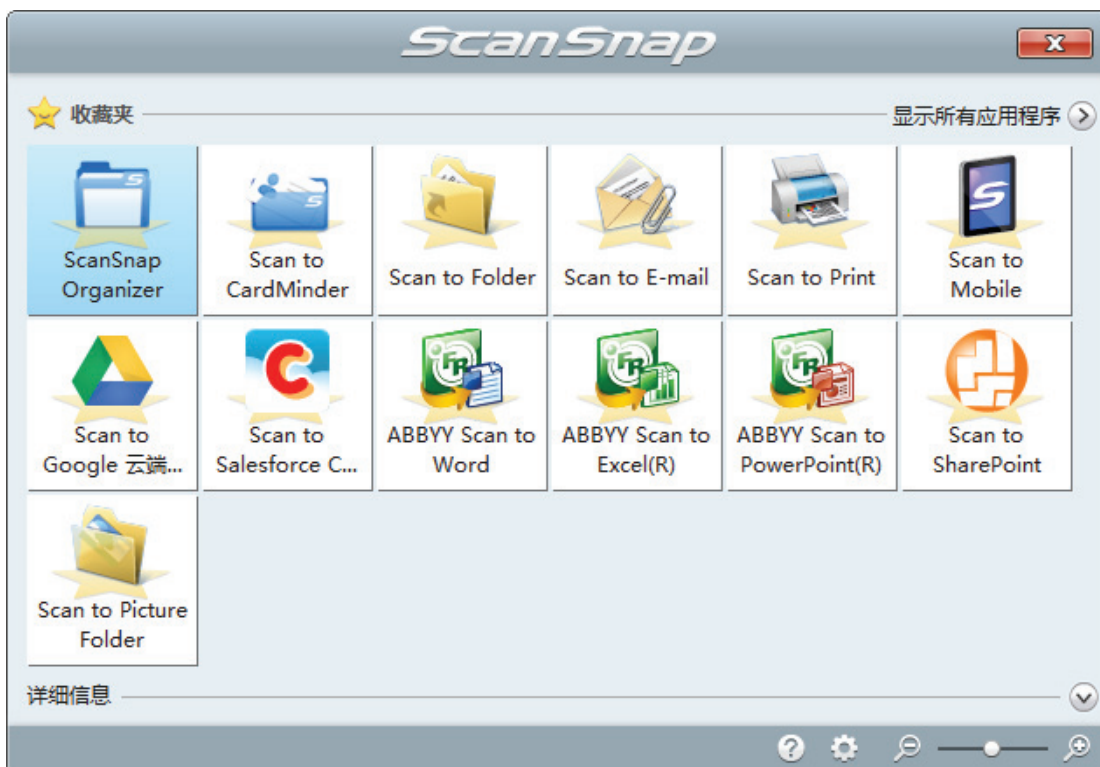 ScanSnap
收藏夹
显示所有应用程序
ScanSnap
Organizer
Scan to
CardMinder
Scan to Folder
Scan to E-mail
Scan to Print
Scan to
Mobile
Scan to
Google 云端...
Scan to
Salesforce C...
ABBYY Scan to
Word
ABBYY Scan to
Excel(R)
ABBYY Scan to
PowerPoint(R)
Scan to
SharePoint
Scan to Picture
Folder
详细信息